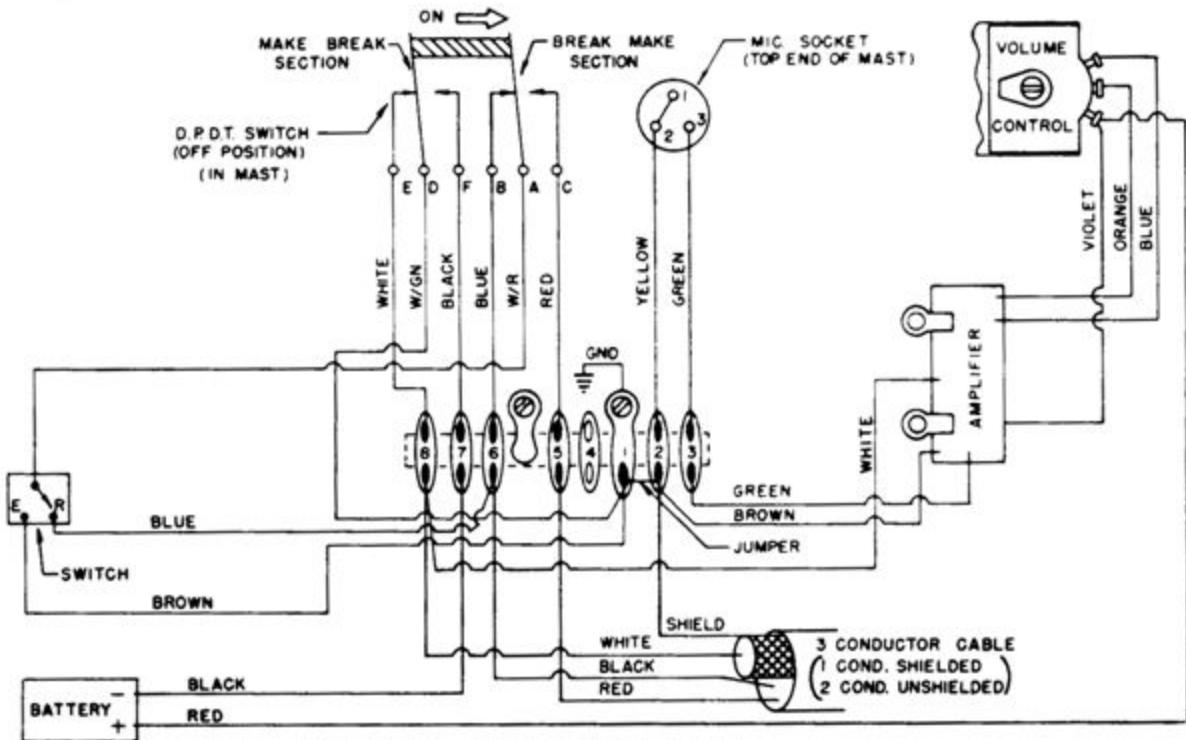 ON
MAKE BREAK
SECTION
BREAK MAKE
SECTION
MIC. SOCKET
(TOP END OF MAST)
VOLUME
CONTROL
D.P.D.T. SWITCH
(OFF POSITION)
(IN MAST)
1
2
3
E
D
F
B
A
C
WHITE
W/GN
BLACK
BLUE
W/R
RED
YELLOW
GREEN
VIOLET
ORANGE
BLUE
GND
AMPLIFIER
WHITE
8
7
6
5
4
1
2
3
E
R
BLUE
SWITCH
BROWN
GREEN
BROWN
JUMPER
SHIELD
WHITE
BLACK
RED
3 CONDUCTOR CABLE
(1 COND. SHIELDED
2 COND. UNSHIELDED)
BATTERY
-
+
BLACK
RED